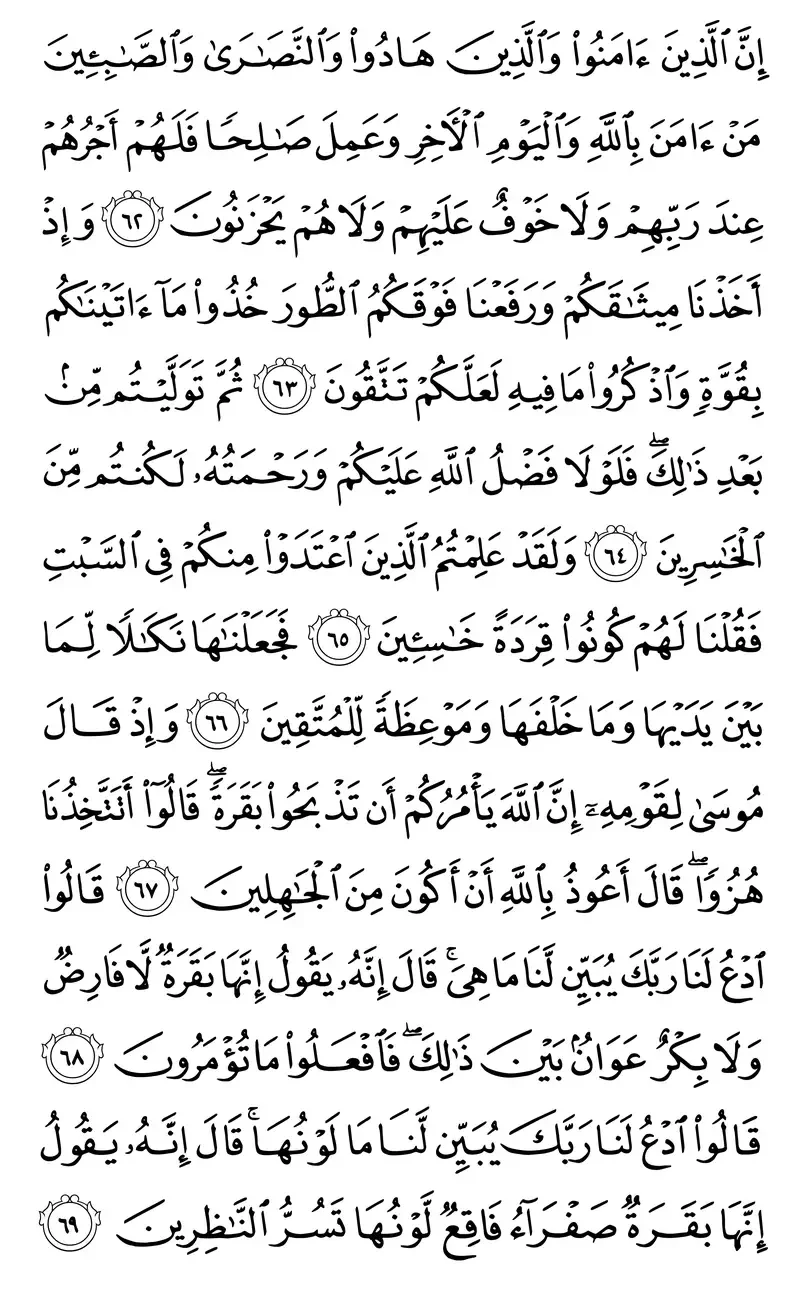 إِنَّ ٱلَّذِينَ ءَامَنُوا۟ وَٱلَّذِينَ هَادُوا۟ وَٱلنَّصَـٰرَىٰ وَٱلصَّـٰبِـِٔينَ
مَنْ ءَامَنَ بِٱللَّهِ وَٱلْيَوْمِ ٱلْـَٔاخِرِ وَعَمِلَ صَـٰلِحًا فَلَهُمْ أَجْرُهُمْ
عِندَ رَبِّهِمْ وَلَا خَوْفٌ عَلَيْهِمْ وَلَا هُمْ يَحْزَنُونَ ٦٢ وَإِذْ
أَخَذْنَا مِيثَـٰقَكُمْ وَرَفَعْنَا فَوْقَكُمُ ٱلطُّورَ خُذُوا۟ مَآ ءَاتَيْنَـٰكُم
بِقُوَّةٍ وَٱذْكُرُوا۟ مَا فِيهِ لَعَلَّكُمْ تَتَّقُونَ ٦٣ ثُمَّ تَوَلَّيْتُم مِّنۢ
بَعْدِ ذَٰلِكَ ۖ فَلَوْلَا فَضْلُ ٱللَّهِ عَلَيْكُمْ وَرَحْمَتُهُۥ لَكُنتُم مِّنَ
ٱلْخَـٰسِرِينَ ٦٤ وَلَقَدْ عَلِمْتُمُ ٱلَّذِينَ ٱعْتَدَوْا۟ مِنكُمْ فِى ٱلسَّبْتِ
فَقُلْنَا لَهُمْ كُونُوا۟ قِرَدَةً خَـٰسِـِٔينَ ٦٥ فَجَعَلْنَـٰهَا نَكَـٰلًا لِّمَا
بَيْنَ يَدَيْهَا وَمَا خَلْفَهَا وَمَوْعِظَةً لِّلْمُتَّقِينَ ٦٦ وَإِذْ قَالَ
مُوسَىٰ لِقَوْمِهِۦٓ إِنَّ ٱللَّهَ يَأْمُرُكُمْ أَن تَذْبَحُوا۟ بَقَرَةً ۖ قَالُوٓا۟ أَتَتَّخِذُنَا
هُزُوًا ۖ قَالَ أَعُوذُ بِٱللَّهِ أَنْ أَكُونَ مِنَ ٱلْجَـٰهِلِينَ ٦٧ قَالُوا۟
ٱدْعُ لَنَا رَبَّكَ يُبَيِّن لَّنَا مَا هِىَ ۚ قَالَ إِنَّهُۥ يَقُولُ إِنَّهَا بَقَرَةٌ لَّا فَارِضٌ
وَلَا بِكْرٌ عَوَانٌۢ بَيْنَ ذَٰلِكَ ۖ فَٱفْعَلُوا۟ مَا تُؤْمَرُونَ ٦٨
قَالُوا۟ ٱدْعُ لَنَا رَبَّكَ يُبَيِّن لَّنَا مَا لَوْنُهَا ۚ قَالَ إِنَّهُۥ يَقُولُ
إِنَّهَا بَقَرَةٌ صَفْرَآءُ فَاقِعٌ لَّوْنُهَا تَسُرُّ ٱلنَّـٰظِرِينَ ٦٩